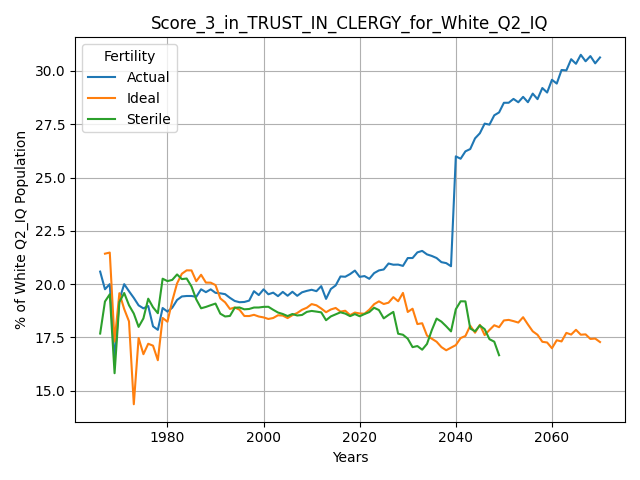 Score_3_in_TRUST_IN_CLERGY_for_White_Q2_IQ
Fertility
Actual
Ideal
Sterile
% of White Q2_IQ Population
30.0
27.5
25.0
22.5
20.0
17.5
15.0
1980
2000
2020
2040
2060
Years